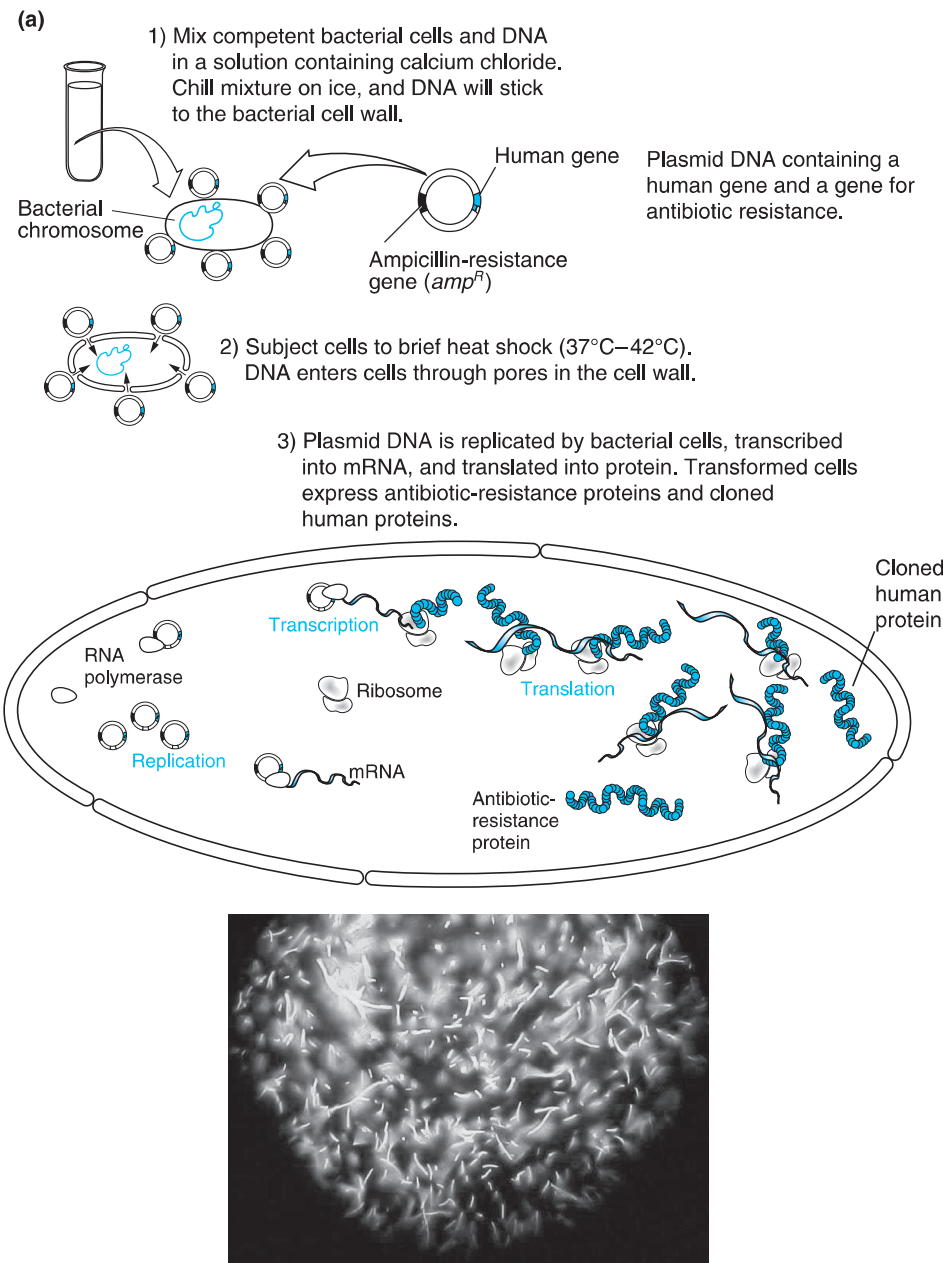 (a)
1) Mix competent bacterial cells and DNA
in a solution containing calcium chloride.
Chill mixture on ice, and DNA will stick
to the bacterial cell wall.
Human gene
Plasmid DNA containing a
human gene and a gene for
antibiotic resistance.
Bacterial
chromosome
Ampicillin-resistance
gene (ampR)
2) Subject cells to brief heat shock (37°C–42°C).
DNA enters cells through pores in the cell wall.
3) Plasmid DNA is replicated by bacterial cells, transcribed
into mRNA, and translated into protein. Transformed cells
express antibiotic-resistance proteins and cloned
human proteins.
Cloned
human
protein
Transcription
RNA
polymerase
Ribosome
Translation
Replication
mRNA
Antibiotic-
resistance
protein